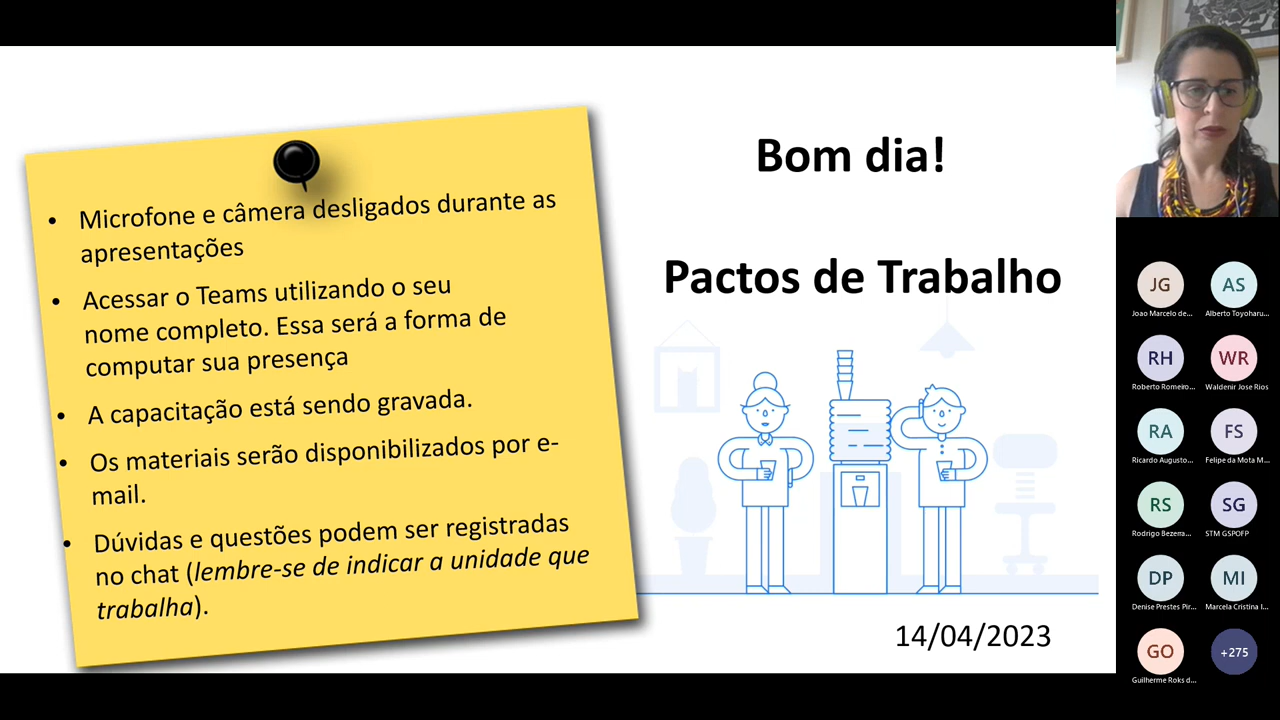 Bom dia!
Pactos de Trabalho
• Microfone e câmera desligados durante as
apresentações
• Acessar o Teams utilizando o seu
nome completo. Essa será a forma de
computar sua presença
• A capacitação está sendo gravada.
• Os materiais serão disponibilizados por e-
mail.
• Dúvidas e questões podem ser registradas
no chat (lembre-se de indicar a unidade que
trabalha).
14/04/2023
JG
AS
Joao Marcelo de...
Alberto Toyoharu...
RH
WR
Roberto Romeiro...
Waldenir Jose Rios
RA
FS
Ricardo Augusto...
Felipe da Mota M...
RS
SG
Rodrigo Bezerra...
STM GSPOFP
DP
MI
Denise Prestes Pir...
Marcela Cristina I...
GO
+275
Guilherme Roks d...